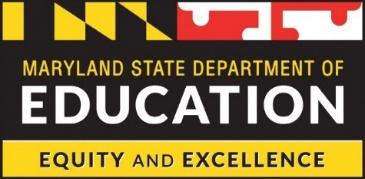 MARYLAND STATE DEPARTMENT OF
EDUCATION
EQUITY AND EXCELLENCE